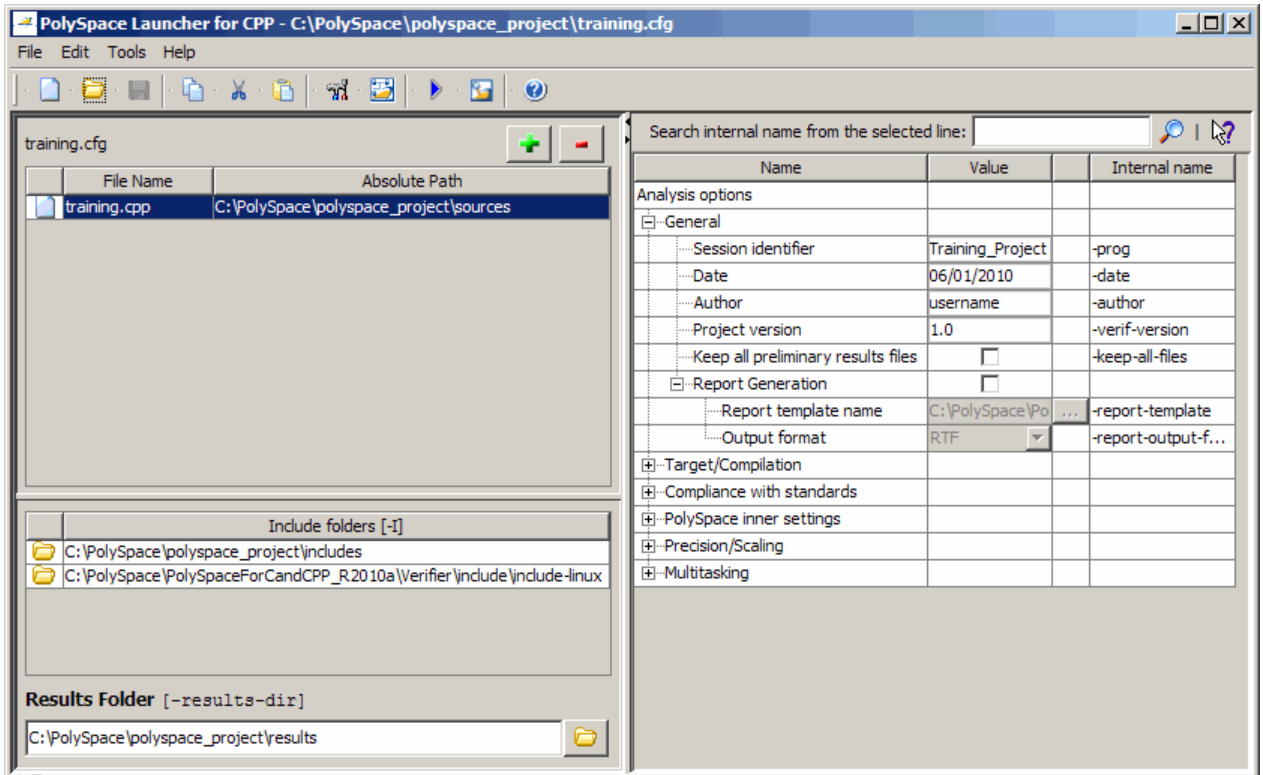 PolySpace Launcher for CPP - C:\PolySpace\polyspace_project\training.cfg
File Edit Tools Help
training.cfg
File Name Absolute Path
training.cpp C:\PolySpace\polyspace_project\sources
Include folders [-I]
C:\PolySpace\polyspace_project\includes
C:\PolySpace\PolySpaceForCandCPP_R2010a\Verifier\include\include-linux
Results Folder [-results-dir]
C:\PolySpace\polyspace_project\results
Search internal name from the selected line:
Name Value Internal name
Analysis options
General
Session identifier Training_Project -prog
Date 06/01/2010 -date
Author username -author
Project version 1.0 -verif-version
Keep all preliminary results files -keep-all-files
Report Generation
Report template name C:\PolySpace\Po ... -report-template
Output format RTF -report-output-f...
Target/Compilation
Compliance with standards
PolySpace inner settings
Precision/Scaling
Multitasking